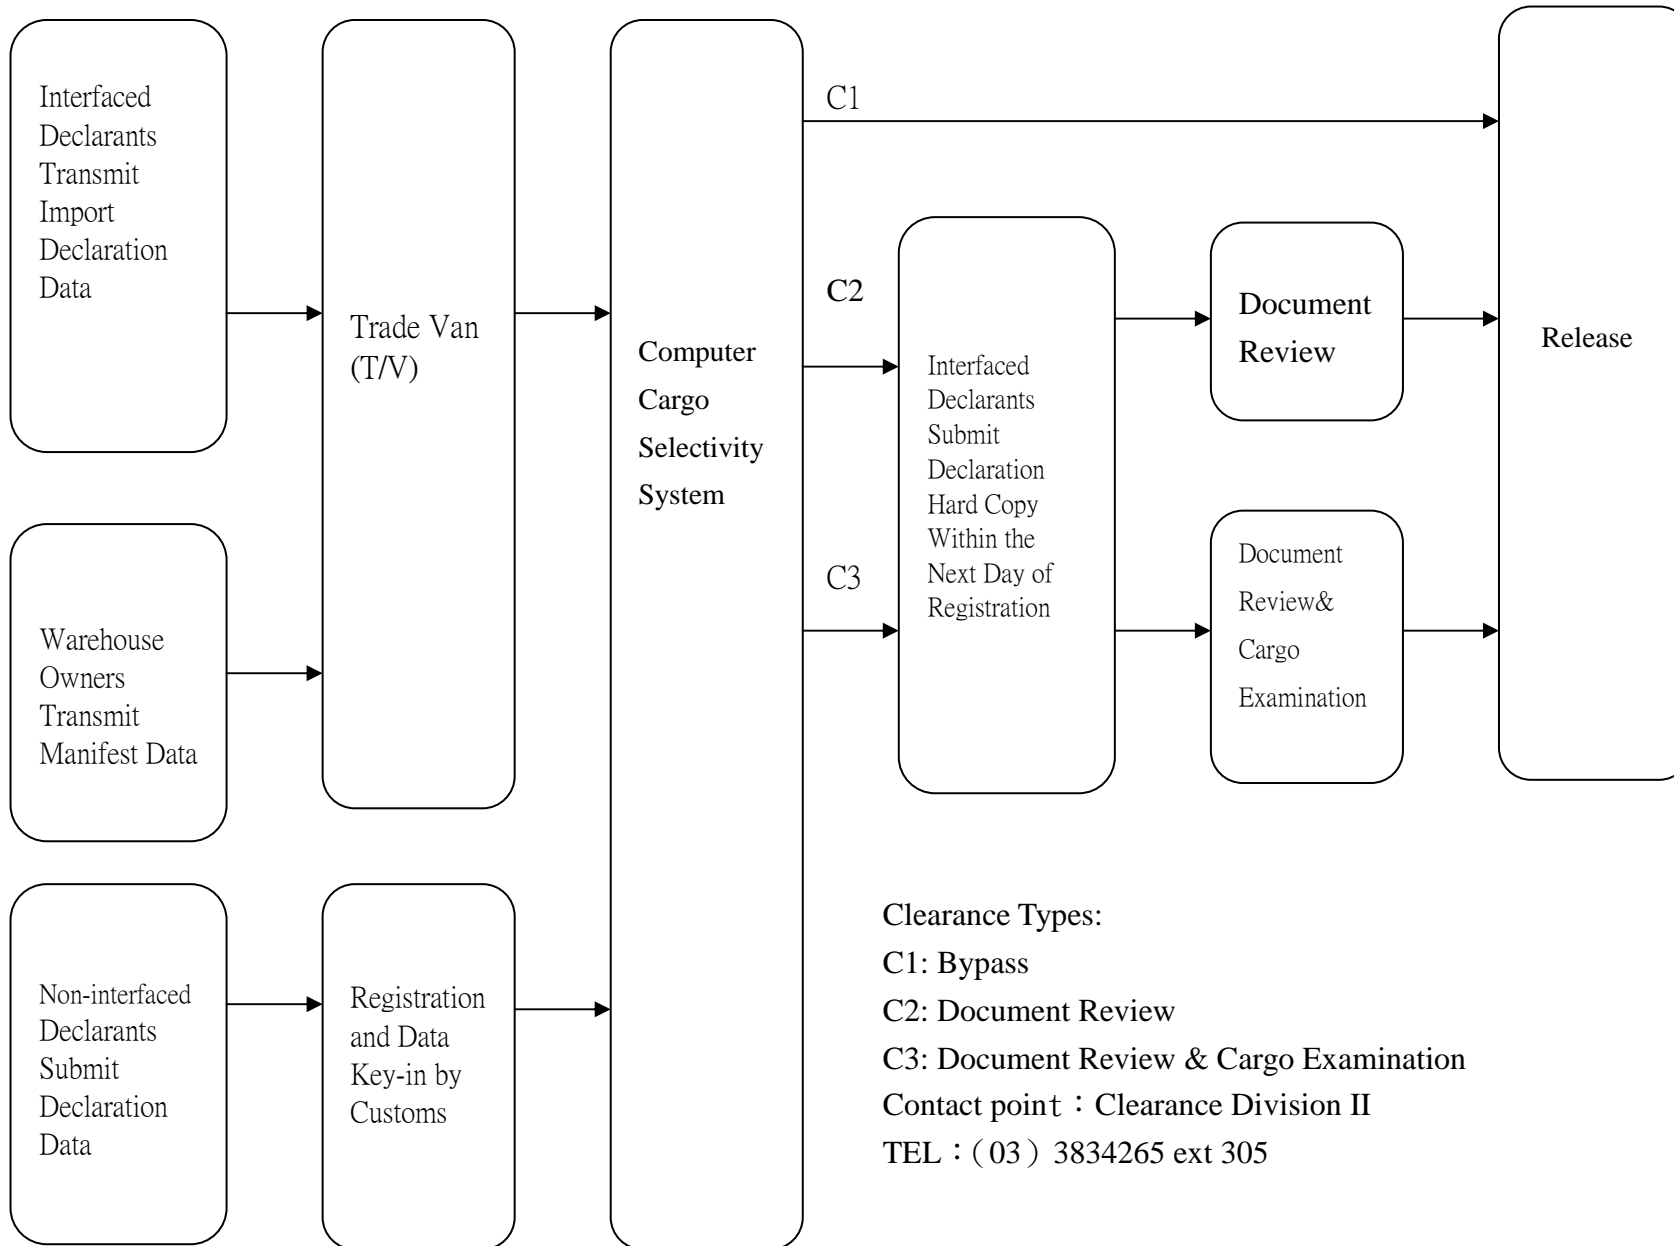 Interfaced
Declarants
Transmit
Import
Declaration
Data
Warehouse
Owners
Transmit
Manifest Data
Non-interfaced
Declarants
Submit
Declaration
Data
Trade Van
(T/V)
Registration
and Data
Key-in by
Customs
Computer
Cargo
Selectivity
System
C1
C2
C3
Interfaced
Declarants
Submit
Declaration
Hard Copy
Within the
Next Day of
Registration
Document
Review
Document
Review&
Cargo
Examination
Release
Clearance Types:
C1: Bypass
C2: Document Review
C3: Document Review & Cargo Examination
Contact point：Clearance Division II
TEL：（03）3834265 ext 305